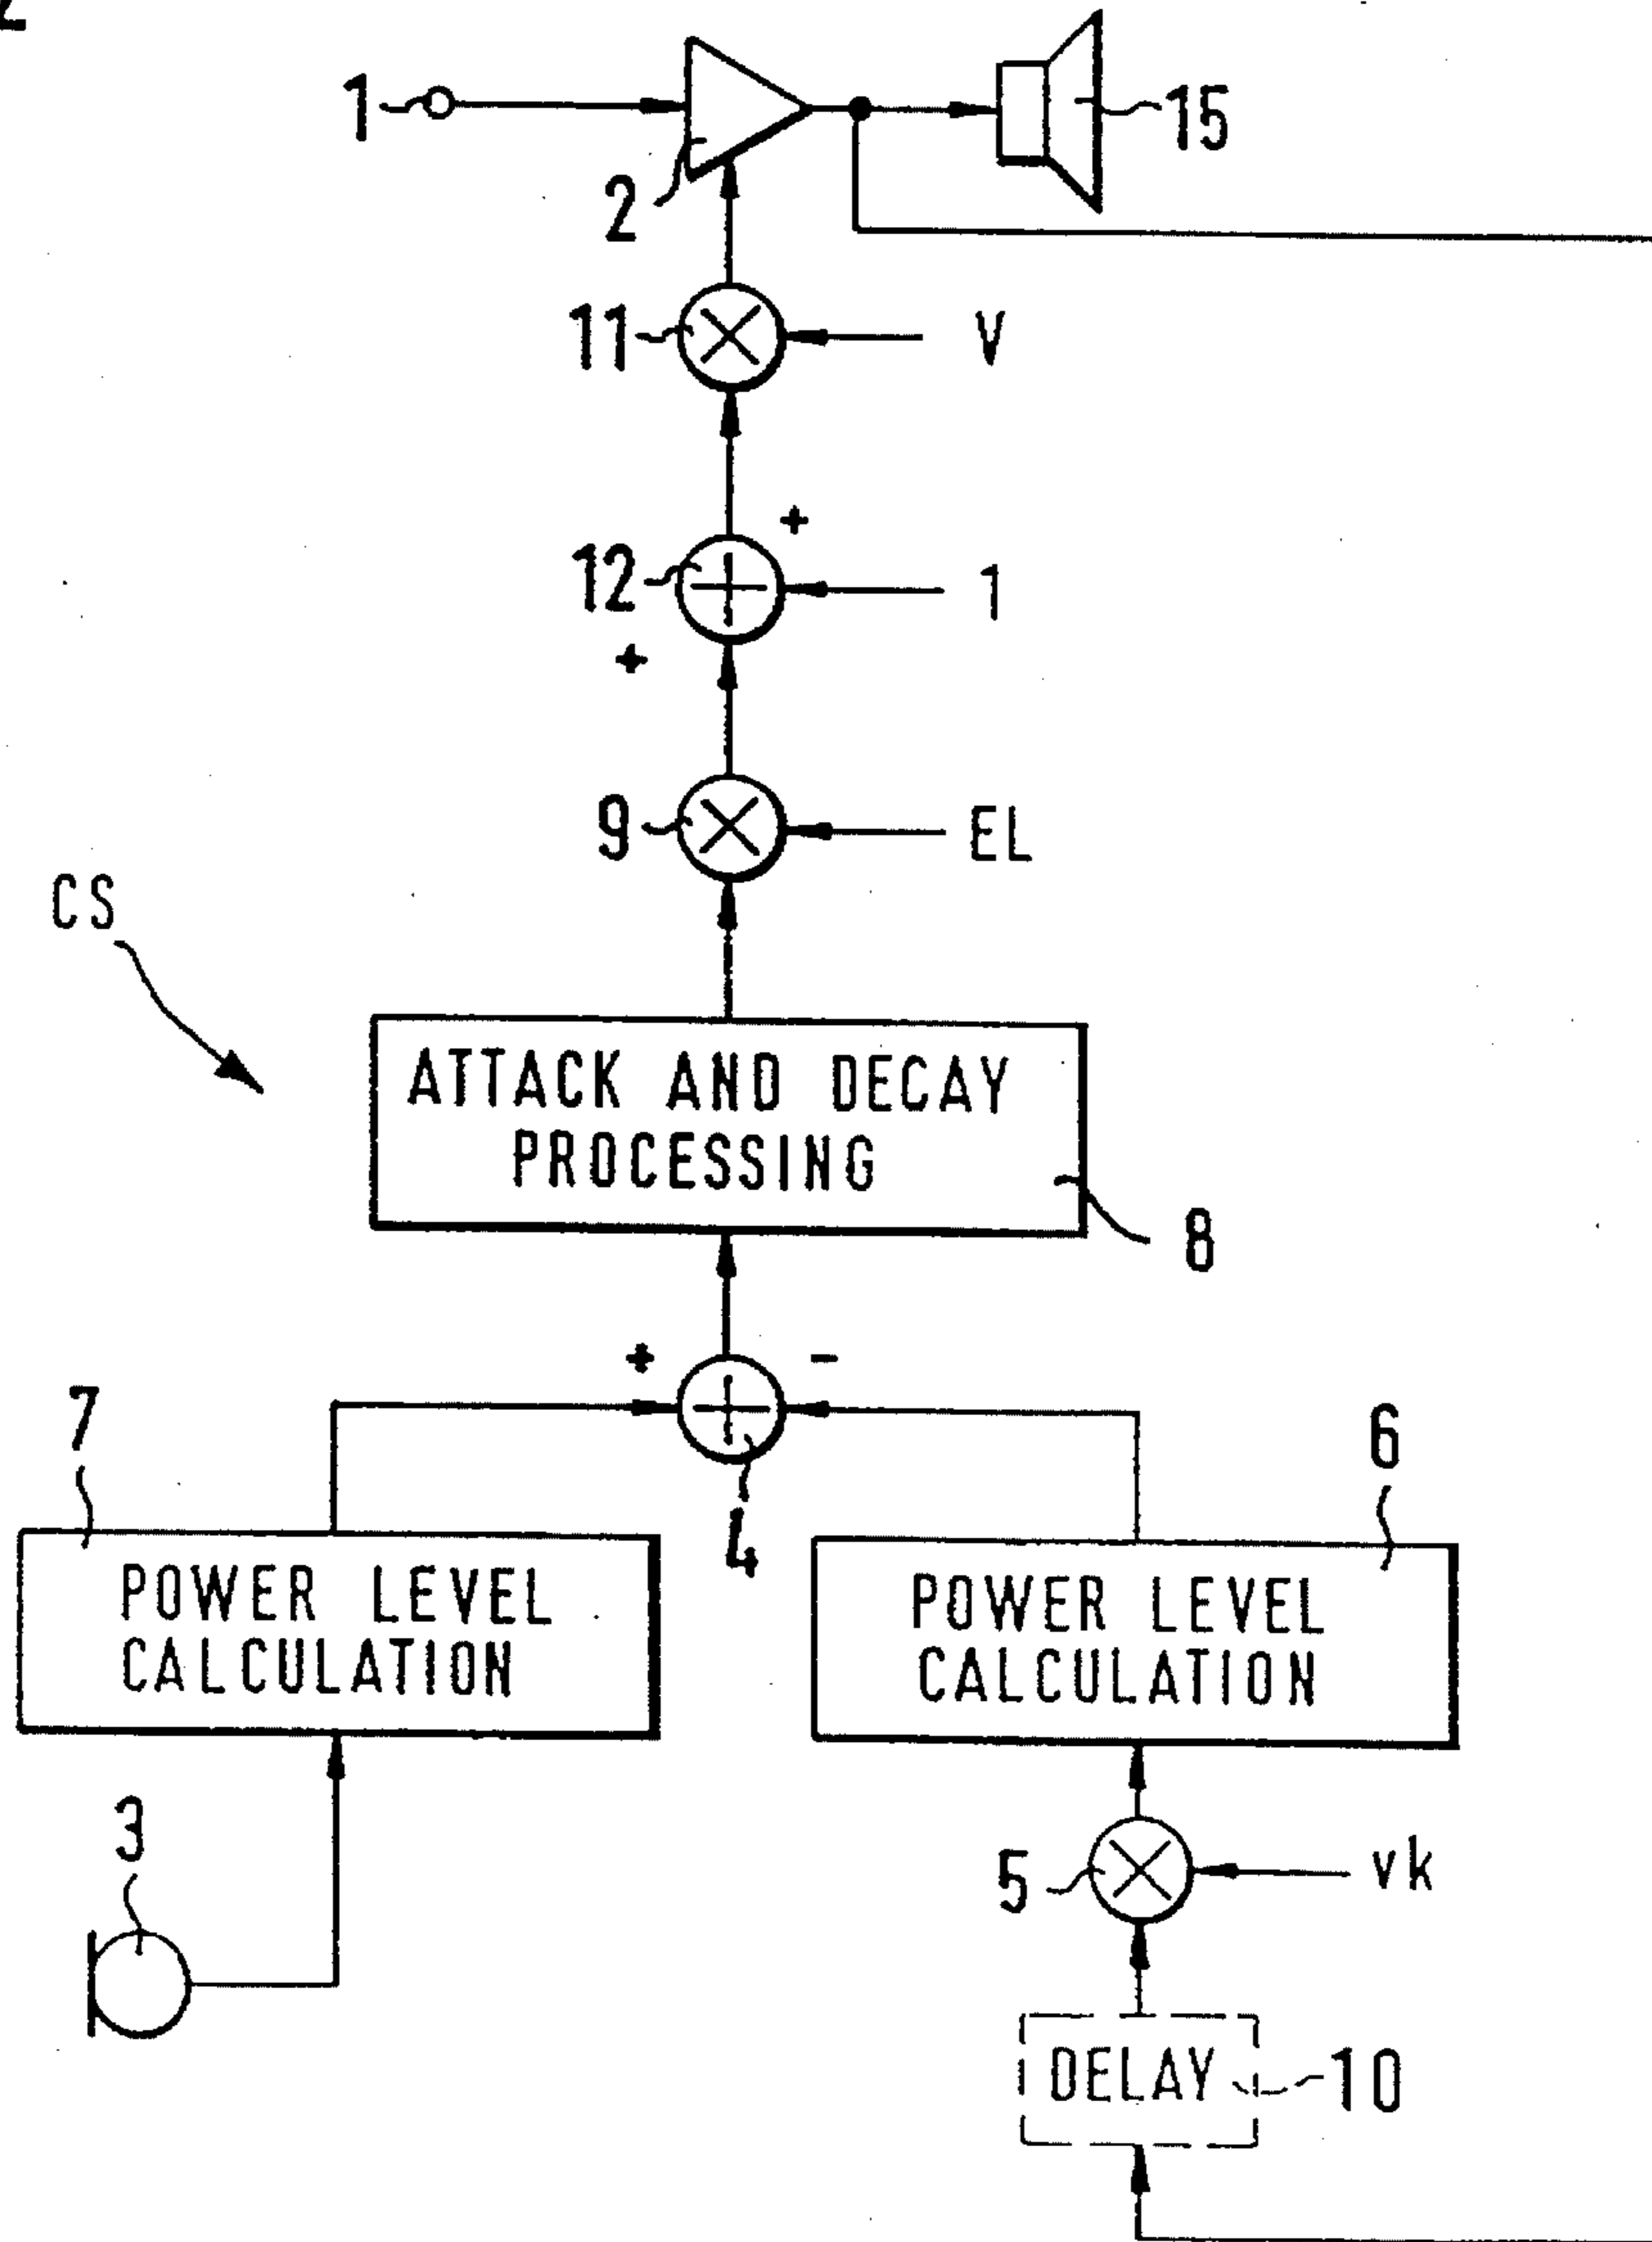 1
15
2
11
V
+
12
1
+
9
EL
CS
ATTACK AND DECAY
PROCESSING
8
+
-
7
6
4
POWER LEVEL
CALCULATION
POWER LEVEL
CALCULATION
3
5
vk
DELAY
10